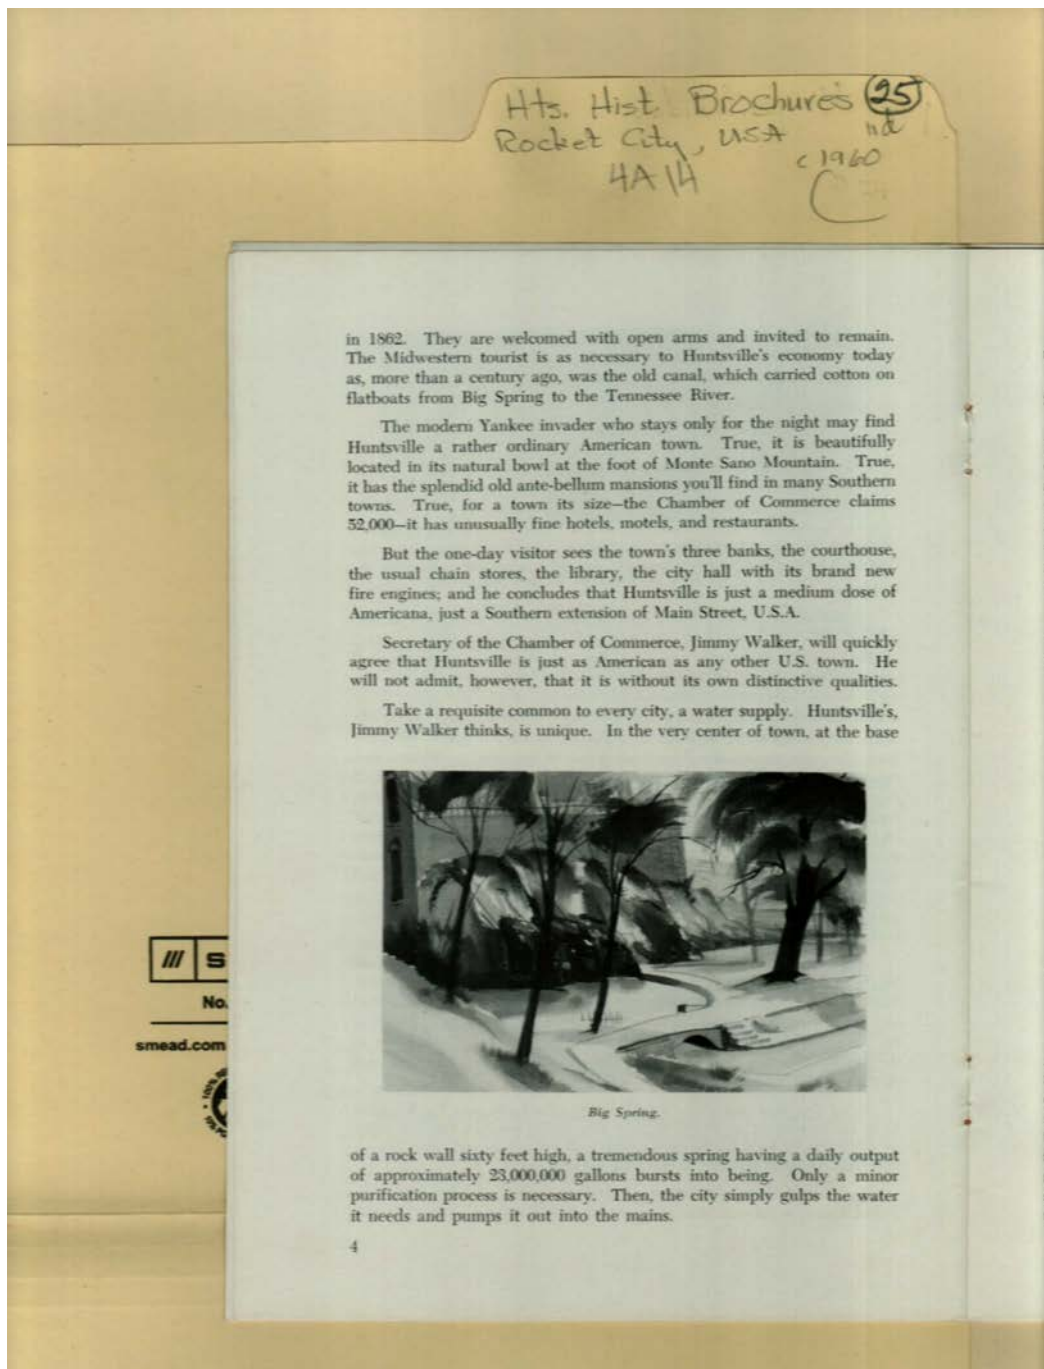 Hts. Hist Brochures 25
Rocket City, USA nd
c 1960
4A14
in 1862. They are welcomed with open arms and invited to remain.
The Midwestern tourist is as necessary to Huntsville's economy today
as, more than a century ago, was the old canal, which carried cotton on
flatboats from Big Spring to the Tennessee River.
The modern Yankee invader who stays only for the night may find
Huntsville a rather ordinary American town. True, it is beautifully
located in its natural bowl at the foot of Monte Sano Mountain. True,
it has the splendid old ante-bellum mansions you'll find in many Southern
towns. True, for a town its size—the Chamber of Commerce claims
52,000—it has unusually fine hotels, motels, and restaurants.
But the one-day visitor sees the town's three banks, the courthouse,
the usual chain stores, the library, the city hall with its brand new
fire engines; and he concludes that Huntsville is just a medium dose of
Americana, just a Southern extension of Main Street, U.S.A.
Secretary of the Chamber of Commerce, Jimmy Walker, will quickly
agree that Huntsville is just as American as any other U.S. town. He
will not admit, however, that it is without its own distinctive qualities.
Take a requisite common to every city, a water supply. Huntsville's,
Jimmy Walker thinks, is unique. In the very center of town, at the base
S
No.
smead.com
Big Spring.
of a rock wall sixty feet high, a tremendous spring having a daily output
of approximately 23,000,000 gallons bursts into being. Only a minor
purification process is necessary. Then, the city simply gulps the water
it needs and pumps it out into the mains.
4